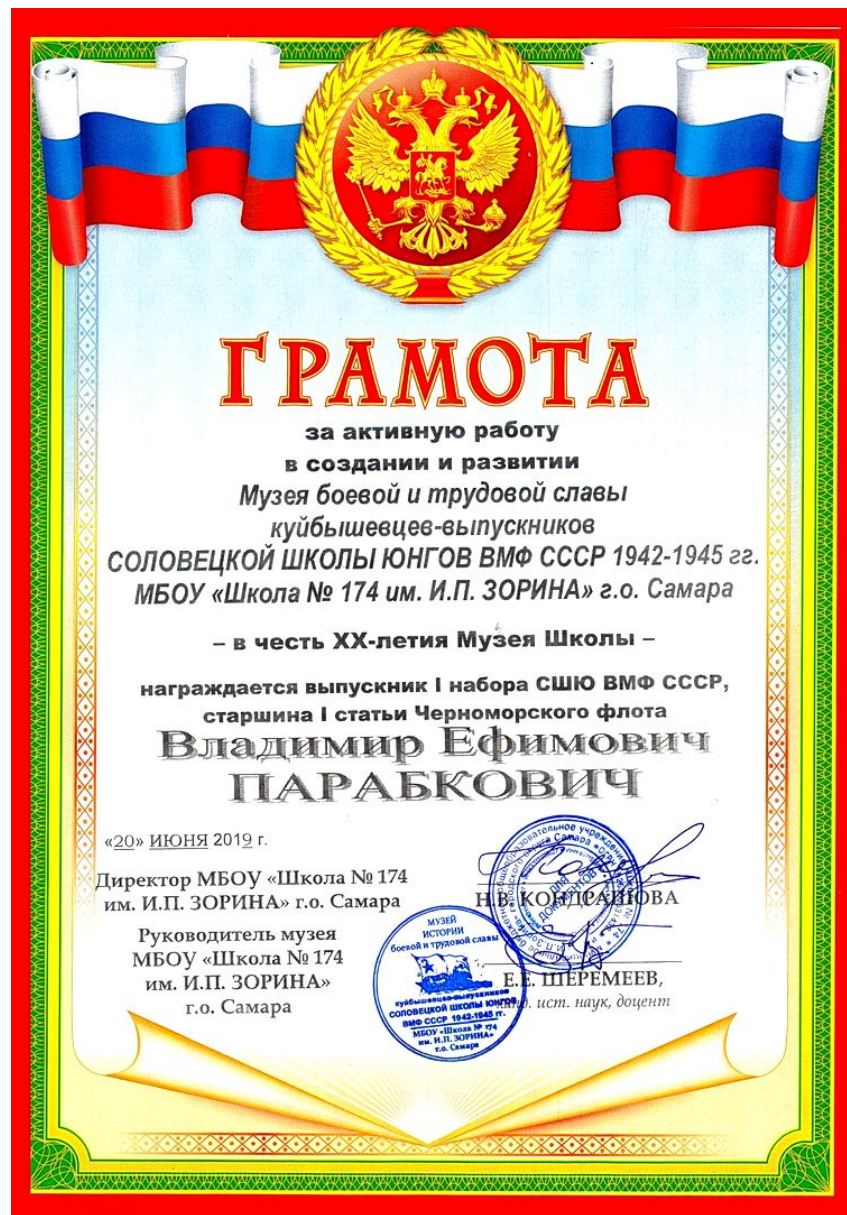 ГРАМОТА
за активную работу
в создании и развитии
Музея боевой и трудовой славы
куйбышевцев-выпускников
СОЛОВЕЦКОЙ ШКОЛЫ ЮНГОВ ВМФ СССР 1942-1945 гг.
МБОУ «Школа № 174 им. И.П. ЗОРИНА» г.о. Самара
– в честь XX-летия Музея Школы –
награждается выпускник I набора СШЮ ВМФ СССР,
старшина I статьи Черноморского флота
Владимир Ефимович
ПАРАБКОВИЧ
«20» ИЮНЯ 2019 г.
Директор МБОУ «Школа № 174
им. И.П. ЗОРИНА» г.о. Самара
Н.В. КОНДРАШОВА
Руководитель музея
МБОУ «Школа № 174
им. И.П. ЗОРИНА»
г.о. Самара
Е.Е. ШЕРЕМЕЕВ,
канд. ист. наук, доцент
МУЗЕЙ
ИСТОРИИ
боевой и трудовой славы
куйбышевцев-выпускников
СОЛОВЕЦКОЙ ШКОЛЫ ЮНГОВ
ВМФ СССР 1942-1945 гг.
МБОУ «Школа № 174
им. И.П. ЗОРИНА»
г.о. Самара
ДЛЯ
ДОКУМЕНТОВ